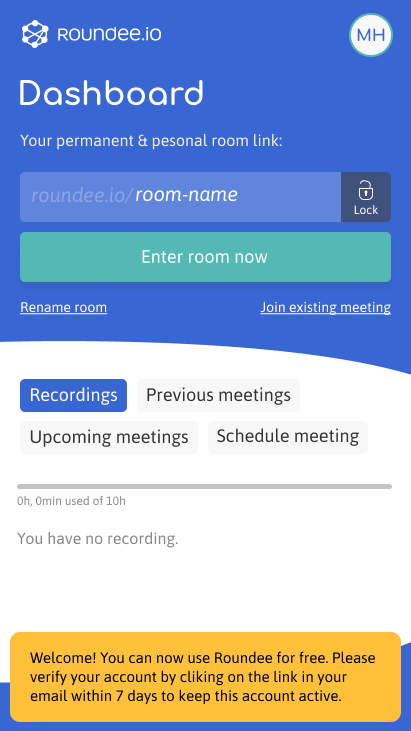 Roundee.io
MH
Dashboard
Your permanent & pesonal room link:
roundee.io/room-name
Lock
Enter room now
Rename room
Join existing meeting
Recordings
Previous meetings
Upcoming meetings
Schedule meeting
0h, 0min used of 10h
You have no recording.
Welcome! You can now use Roundee for free. Please
verify your account by cliking on the link in your
email within 7 days to keep this account active.